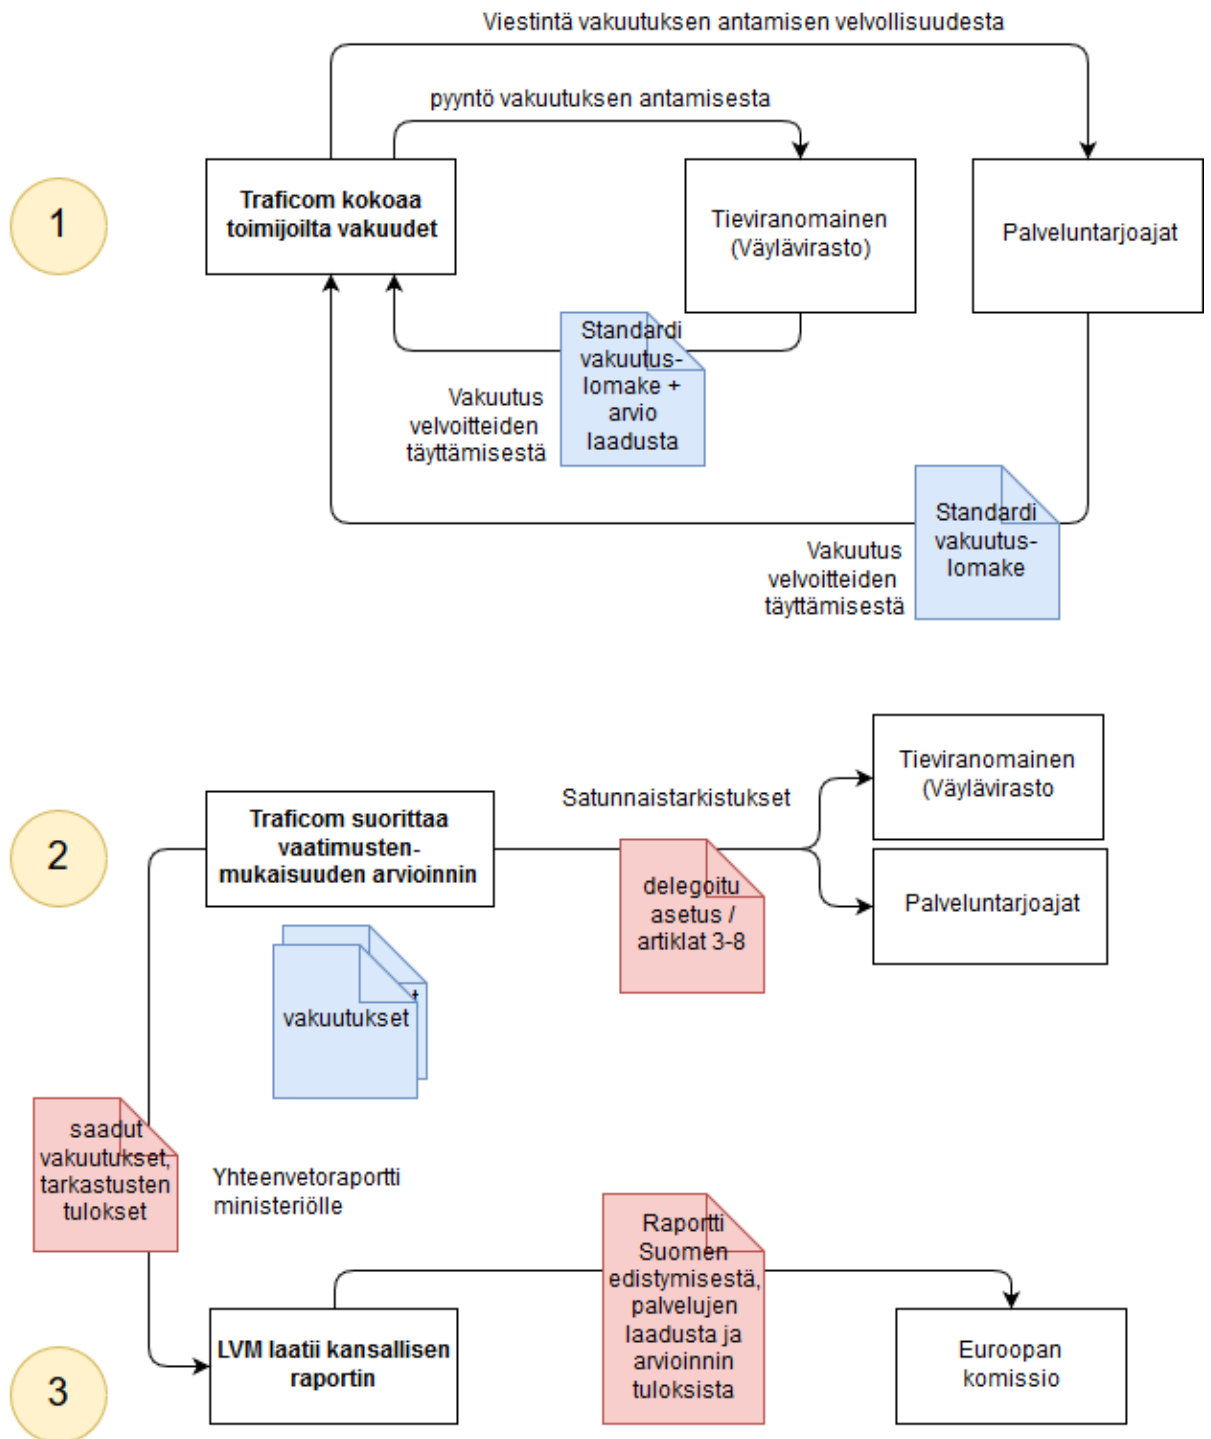 Viestintä vakuutuksen antamisen velvollisuudesta
pyyntö vakuutuksen antamisesta
1
Traficom kokoaa
toimijoilta vakuudet
Tieviranomainen
(Väylävirasto)
Palveluntarjoajat
Standardi
vakuutus-
lomake +
arvio
laadusta
Vakuutus
velvoitteiden
täyttämisestä
Standardi
vakuutus-
lomake
Vakuutus
velvoitteiden
täyttämisestä
2
Traficom suorittaa
vaatimusten-
mukaisuuden arvioinnin
Satunnaistarkistukset
Tieviranomainen
(Väylävirasto
delegoitu
asetus /
artiklat 3-8
Palveluntarjoajat
vakuutukset
saadut
vakuutukset,
tarkastusten
tulokset
Yhteenvetoraportti
ministeriölle
3
LVM laatii kansallisen
raportin
Raportti
Suomen
edistymisestä,
palvelujen
laadusta ja
arvioinnin
tuloksista
Euroopan
komissio